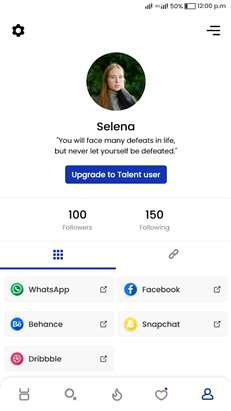 50% 12:00 p.m
Selena
"You will face many defeats in life,
but never let yourself be defeated."
Upgrade to Talent user
100 150
Followers Following
WhatsApp Facebook
Behance Snapchat
Dribbble